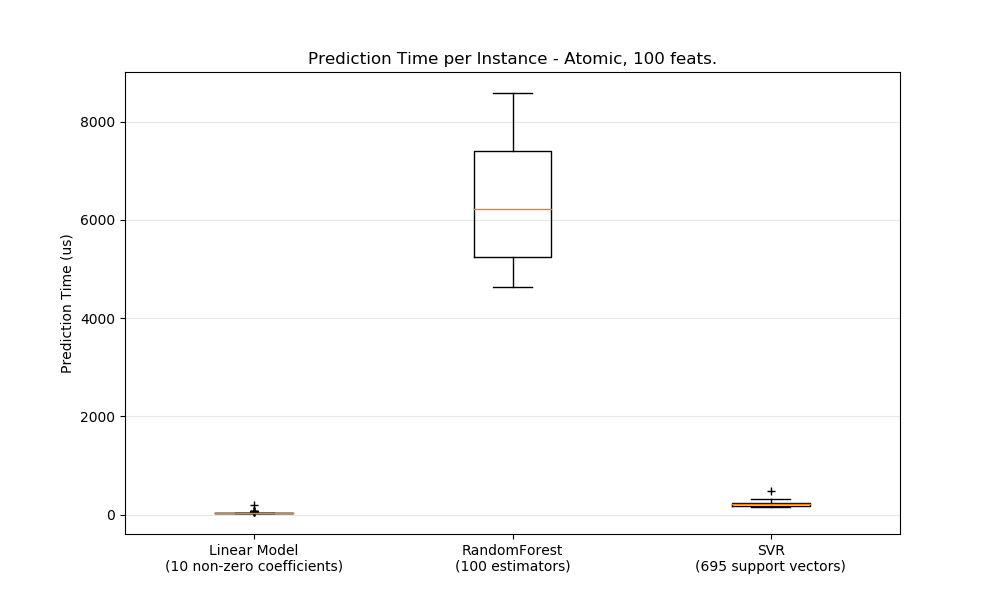 Prediction Time per Instance - Atomic, 100 feats.
Prediction Time (us)
8000
6000
4000
2000
0
Linear Model
(10 non-zero coefficients)
RandomForest
(100 estimators)
SVR
(695 support vectors)